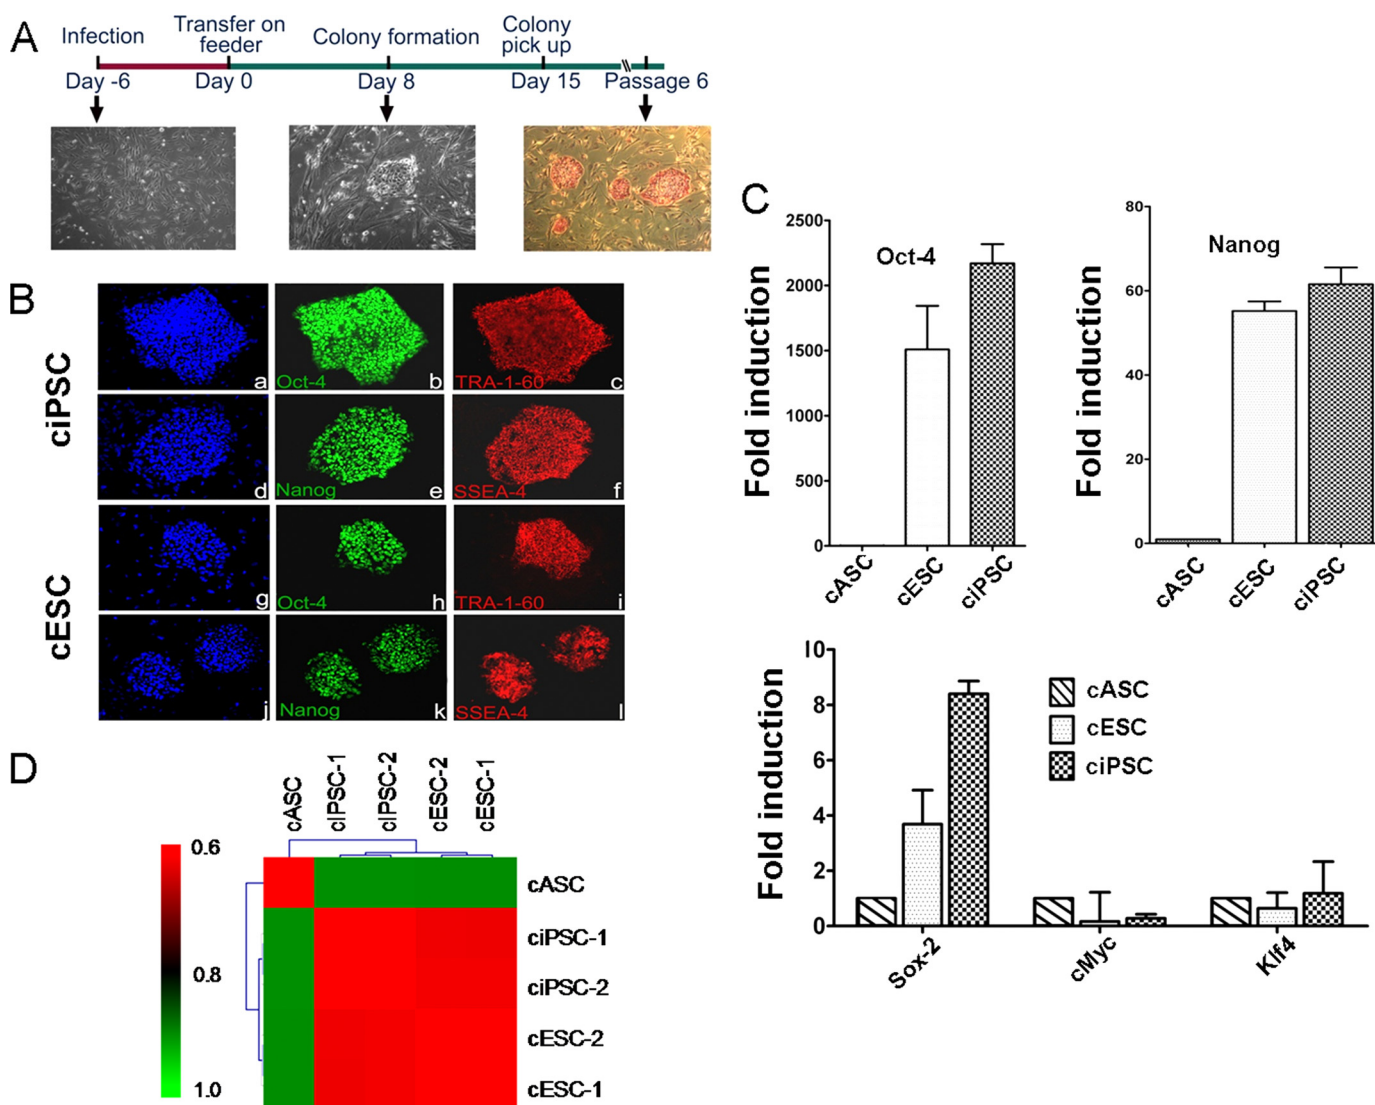 A
Infection
Transfer on
feeder
Colony formation
Colony
pick up
Day -6
Day 0
Day 8
Day 15
Passage 6
B
ciPSC
a
Oct-4
b
TRA-1-60
c
d
Nanog
e
SSEA-4
f
cESC
g
Oct-4
h
TRA-1-60
i
j
Nanog
k
SSEA-4
l
C
Fold induction
2500
2000
1500
1000
500
0
Oct-4
cASC
cESC
ciPSC
Fold induction
80
60
40
20
0
Nanog
cASC
cESC
ciPSC
Fold induction
10
8
6
4
2
0
cASC
cESC
ciPSC
Sox-2
cMyc
Klf4
D
0.6
0.8
1.0
cASC
ciPSC-1
ciPSC-2
cESC-2
cESC-1
cASC
ciPSC-1
ciPSC-2
cESC-2
cESC-1